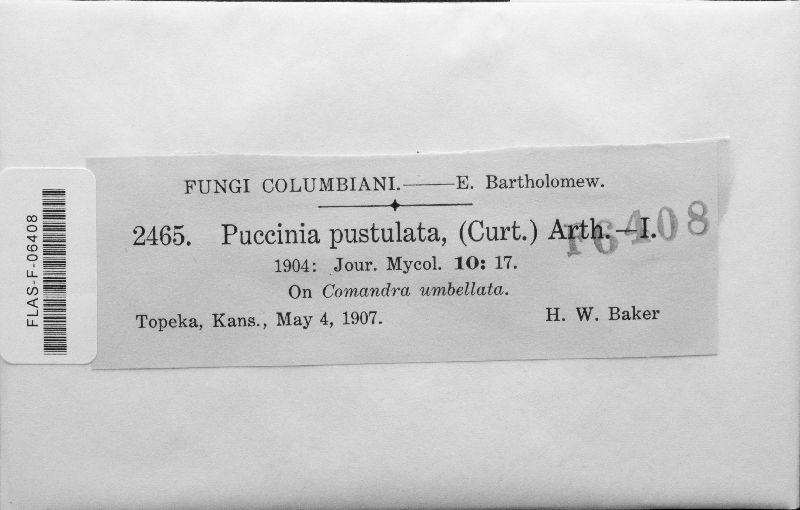 FUNGI COLUMBIANI.——E. Bartholomew.
2465. Puccinia pustulata, (Curt.) Arth.—I.
F6408
1904: Jour. Mycol. 10: 17.
On Comandra umbellata.
Topeka, Kans., May 4, 1907. H. W. Baker
FLAS-F-06408